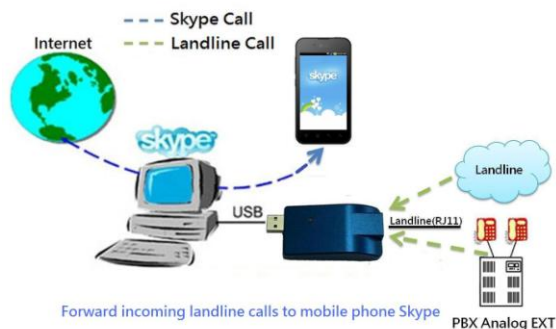 Skype Call
Landline Call
Internet
skype
skype
USB
Landline
Landline(RJ11)
Forward incoming landline calls to mobile phone Skype
PBX Analog EXT